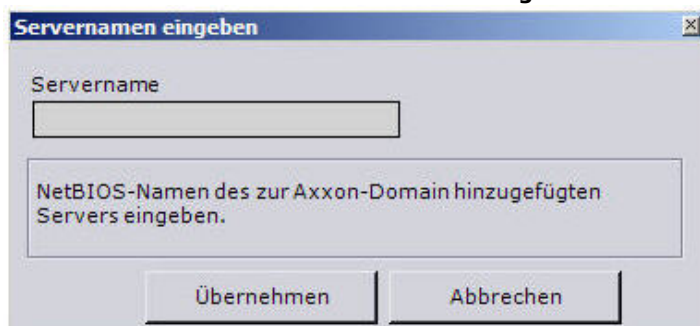 Servernamen eingeben
Servername
NetBIOS-Namen des zur Axxon-Domain hinzugefügten
Servers eingeben.
Übernehmen Abbrechen